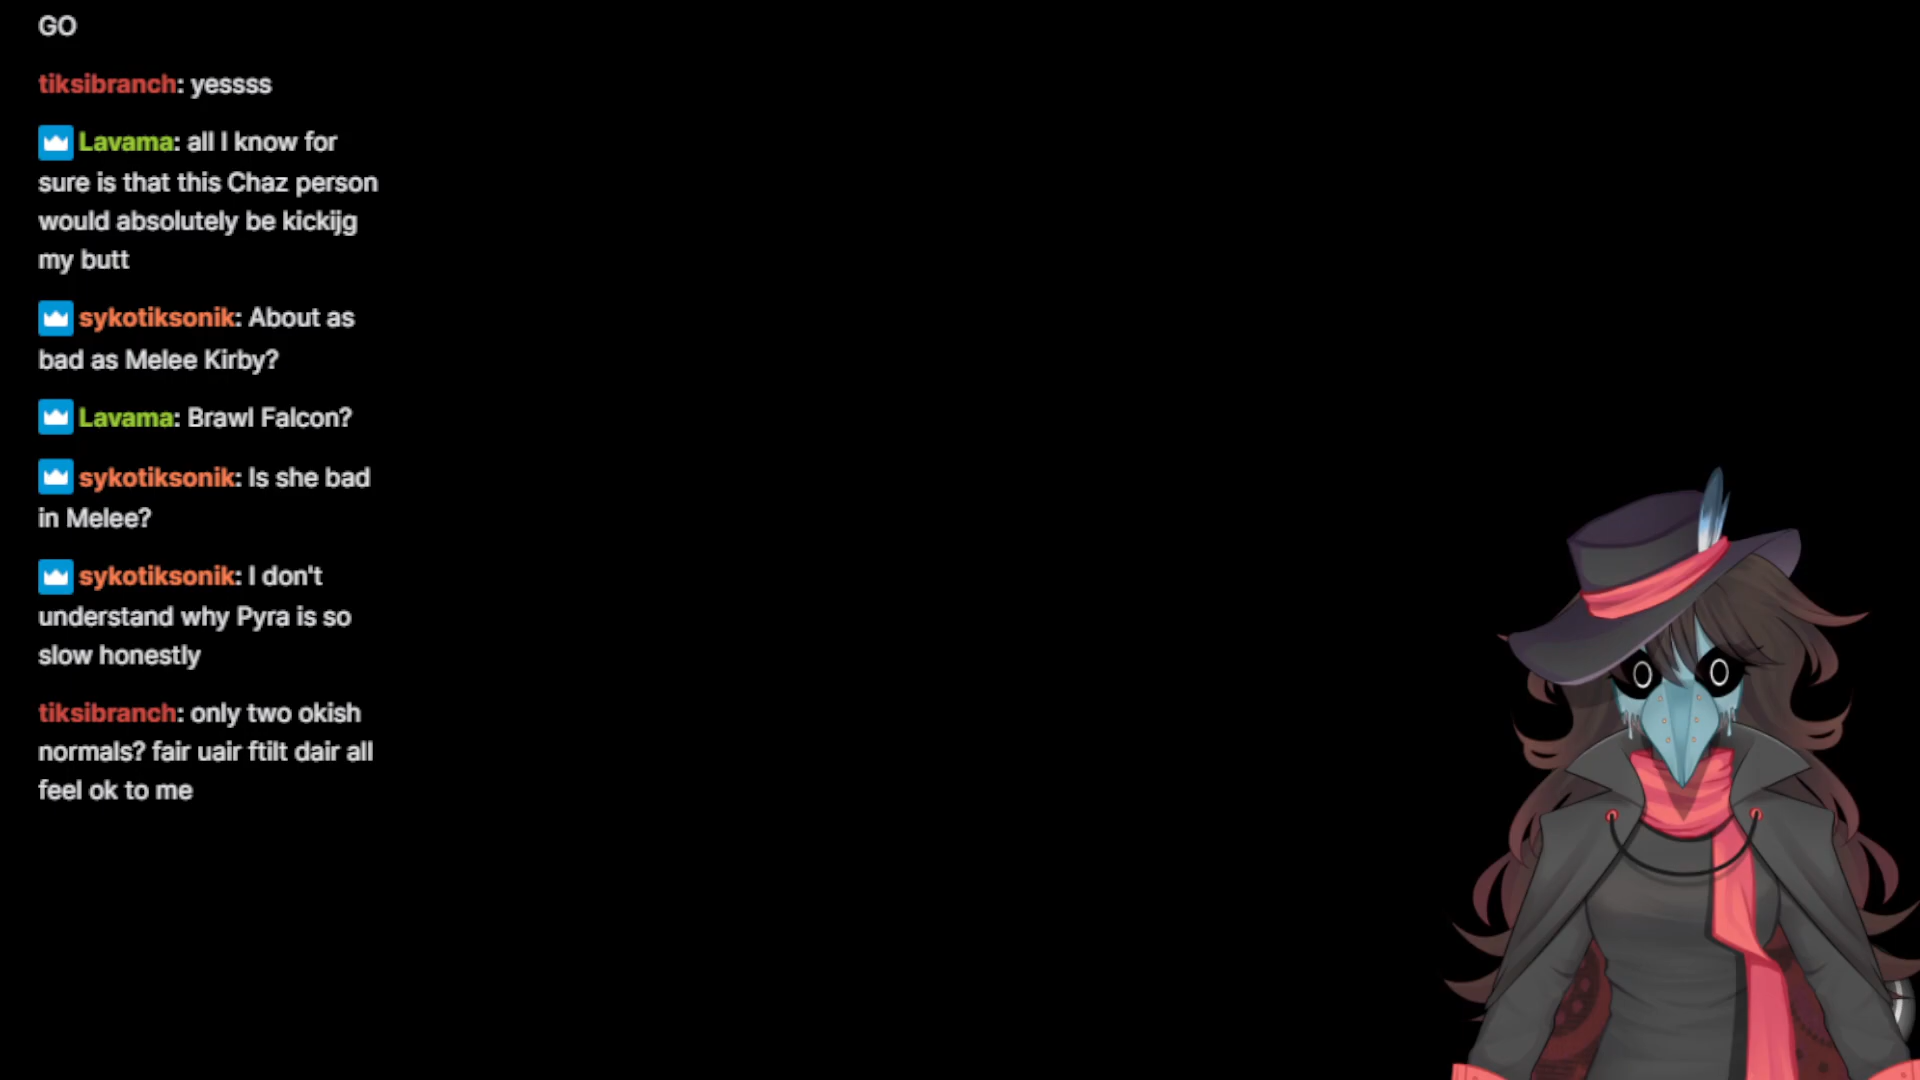 GO
tiksibranch: yessss
Lavama: all I know for
sure is that this Chaz person
would absolutely be kickijg
my butt
sykotiksonik: About as
bad as Melee Kirby?
Lavama: Brawl Falcon?
sykotiksonik: Is she bad
in Melee?
sykotiksonik: I don't
understand why Pyra is so
slow honestly
tiksibranch: only two okish
normals? fair uair ftilt dair all
feel ok to me